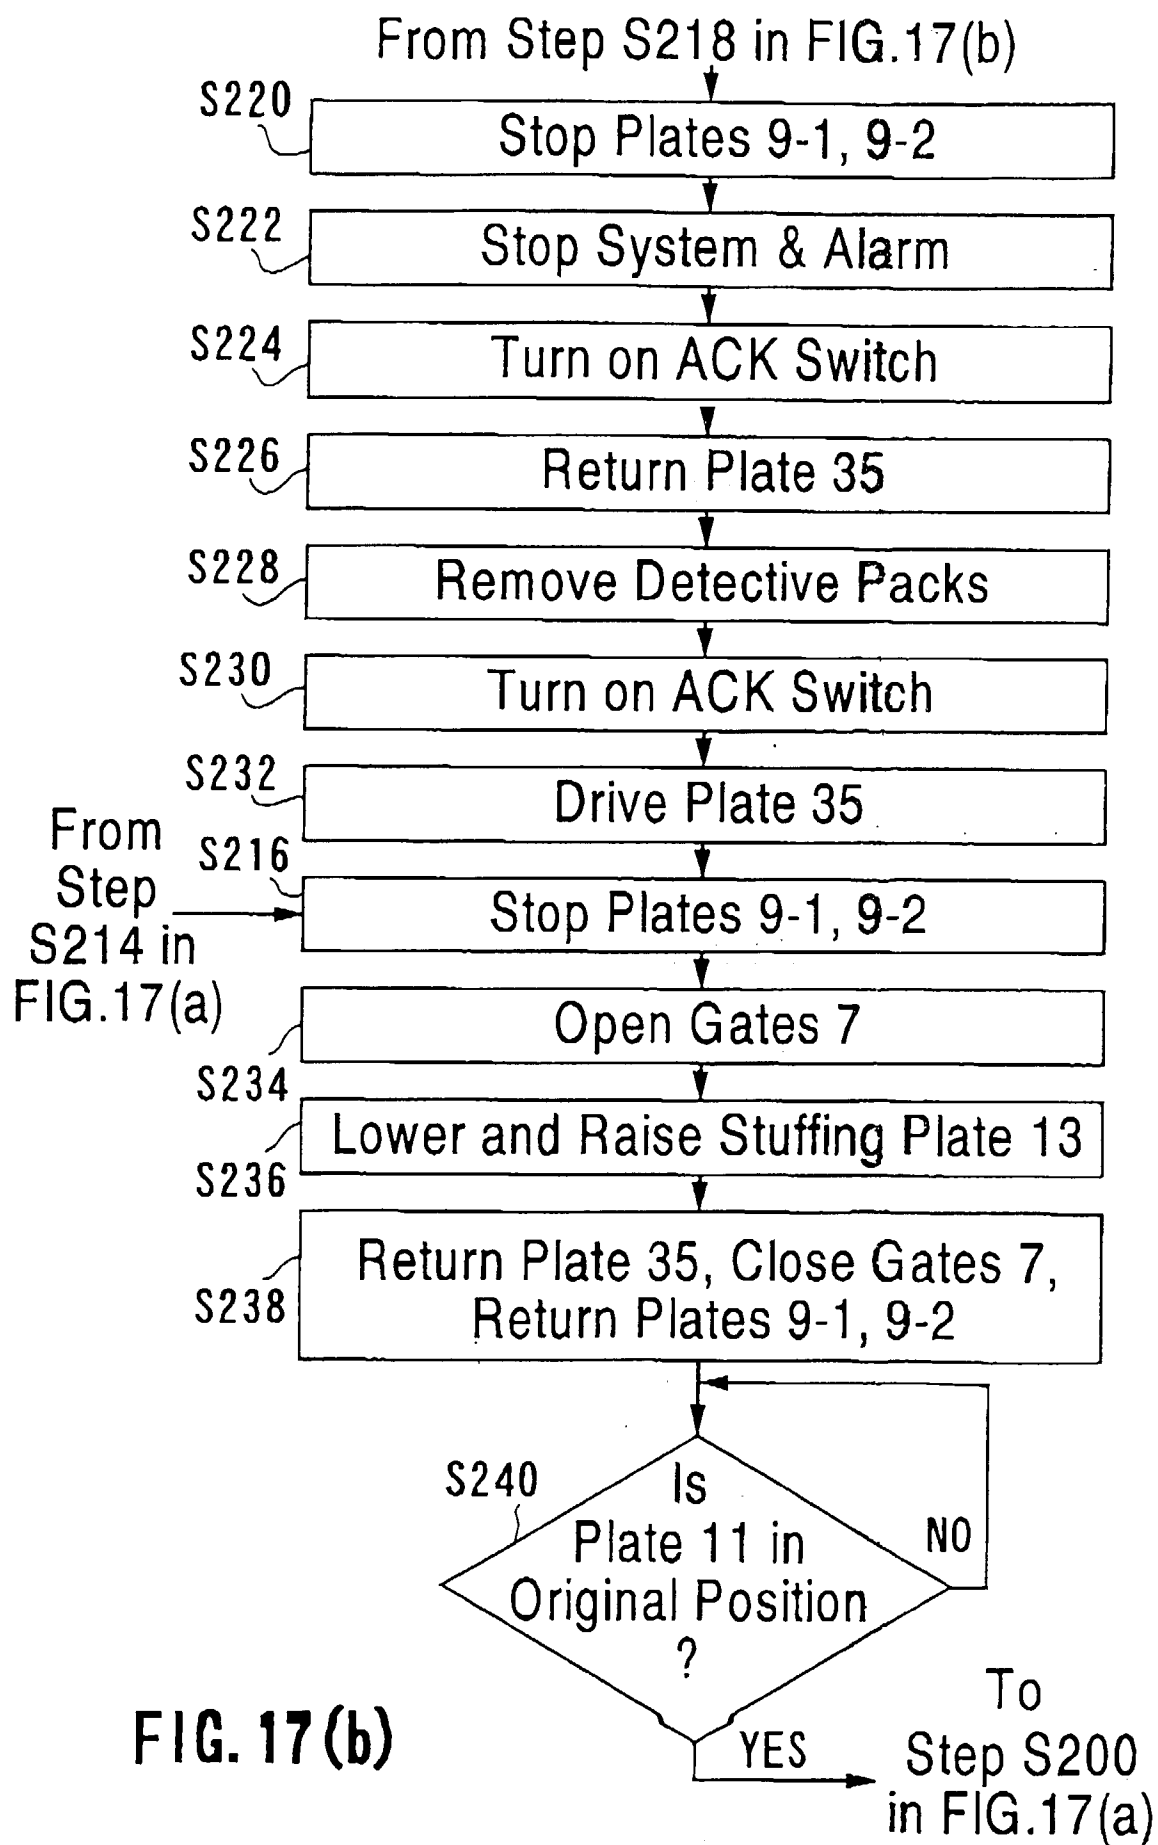 From Step S218 in FIG.17(b)
S220
Stop Plates 9-1, 9-2
S222
Stop System & Alarm
S224
Turn on ACK Switch
S226
Return Plate 35
S228
Remove Detective Packs
S230
Turn on ACK Switch
S232
Drive Plate 35
From
Step
S214 in
FIG.17(a)
S216
Stop Plates 9-1, 9-2
Open Gates 7
S234
Lower and Raise Stuffing Plate 13
S236
Return Plate 35, Close Gates 7,
Return Plates 9-1, 9-2
S238
S240
Is
Plate 11 in
Original Position
?
NO
YES
To
Step S200
in FIG.17(a)
FIG. 17(b)